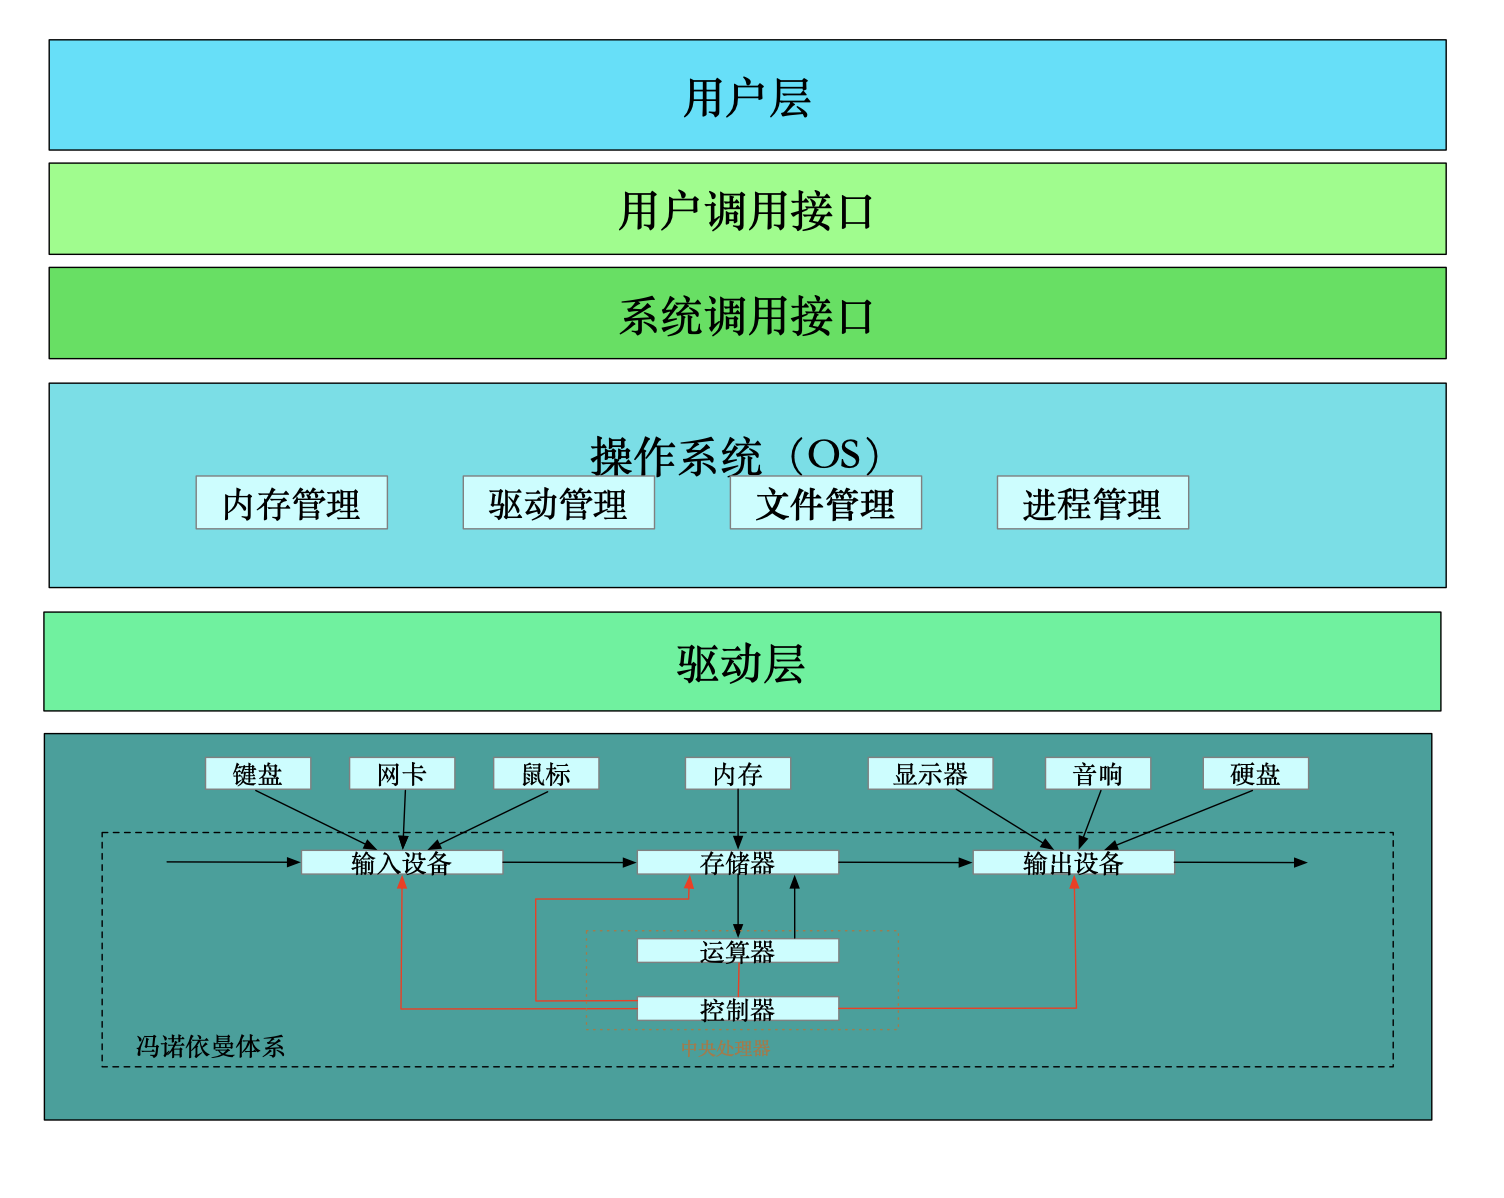 用户层
用户调用接口
系统调用接口
操作系统（OS）
内存管理 驱动管理 文件管理 进程管理
驱动层
键盘 网卡 鼠标 内存 显示器 音响 硬盘
输入设备 存储器 输出设备
运算器
控制器
冯诺依曼体系 中央处理器